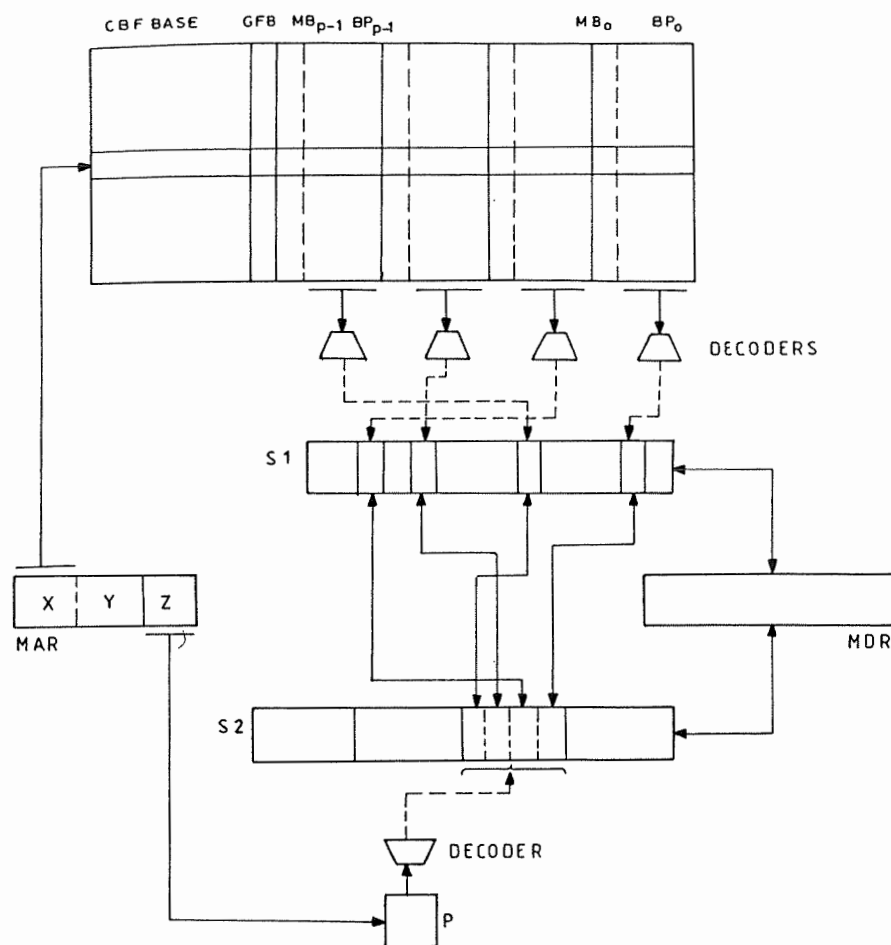 CBF BASE GFB MBp-1 BPp-1 MBo BPo
DECODERS
S1
X Y Z
MAR
MDR
S2
DECODER
P